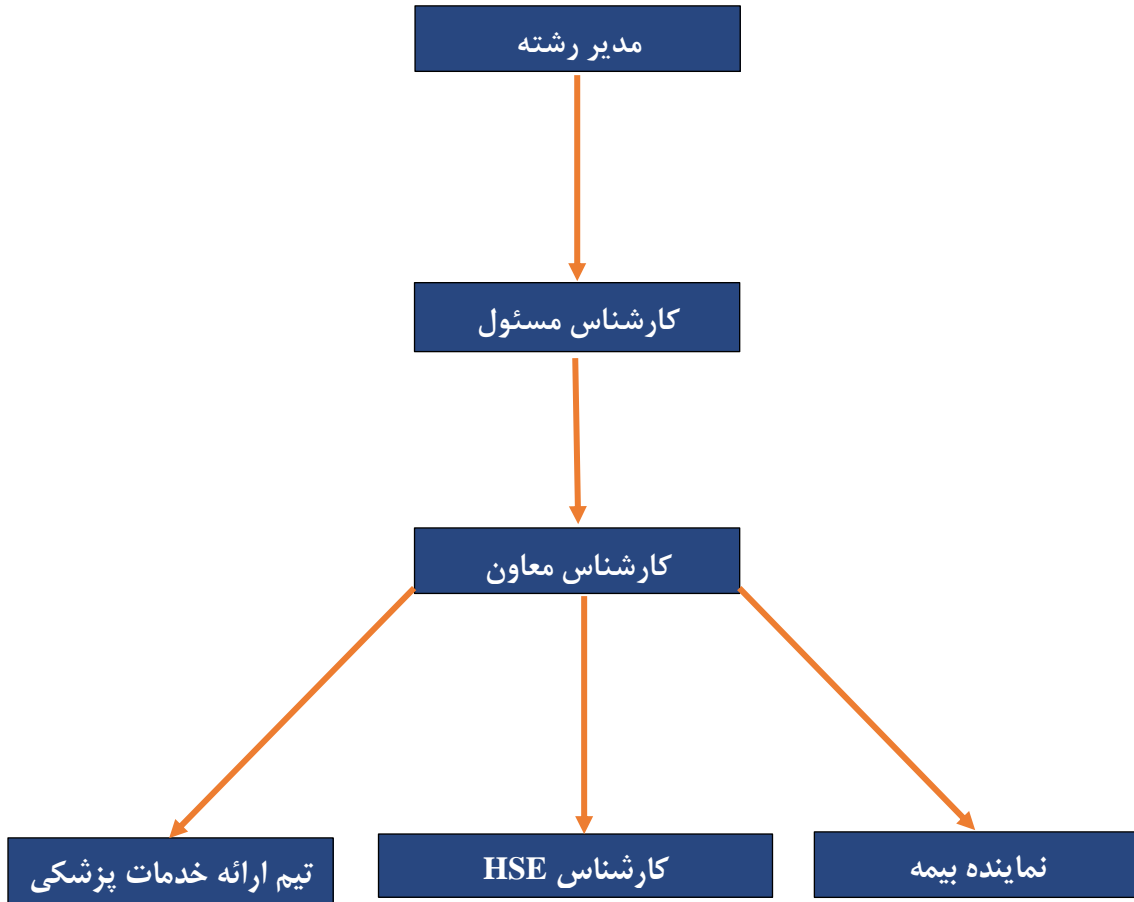 مدیر رشته
کارشناس مسئول
کارشناس معاون
نماینده بیمه
کارشناس HSE
تیم ارائه خدمات پزشکی